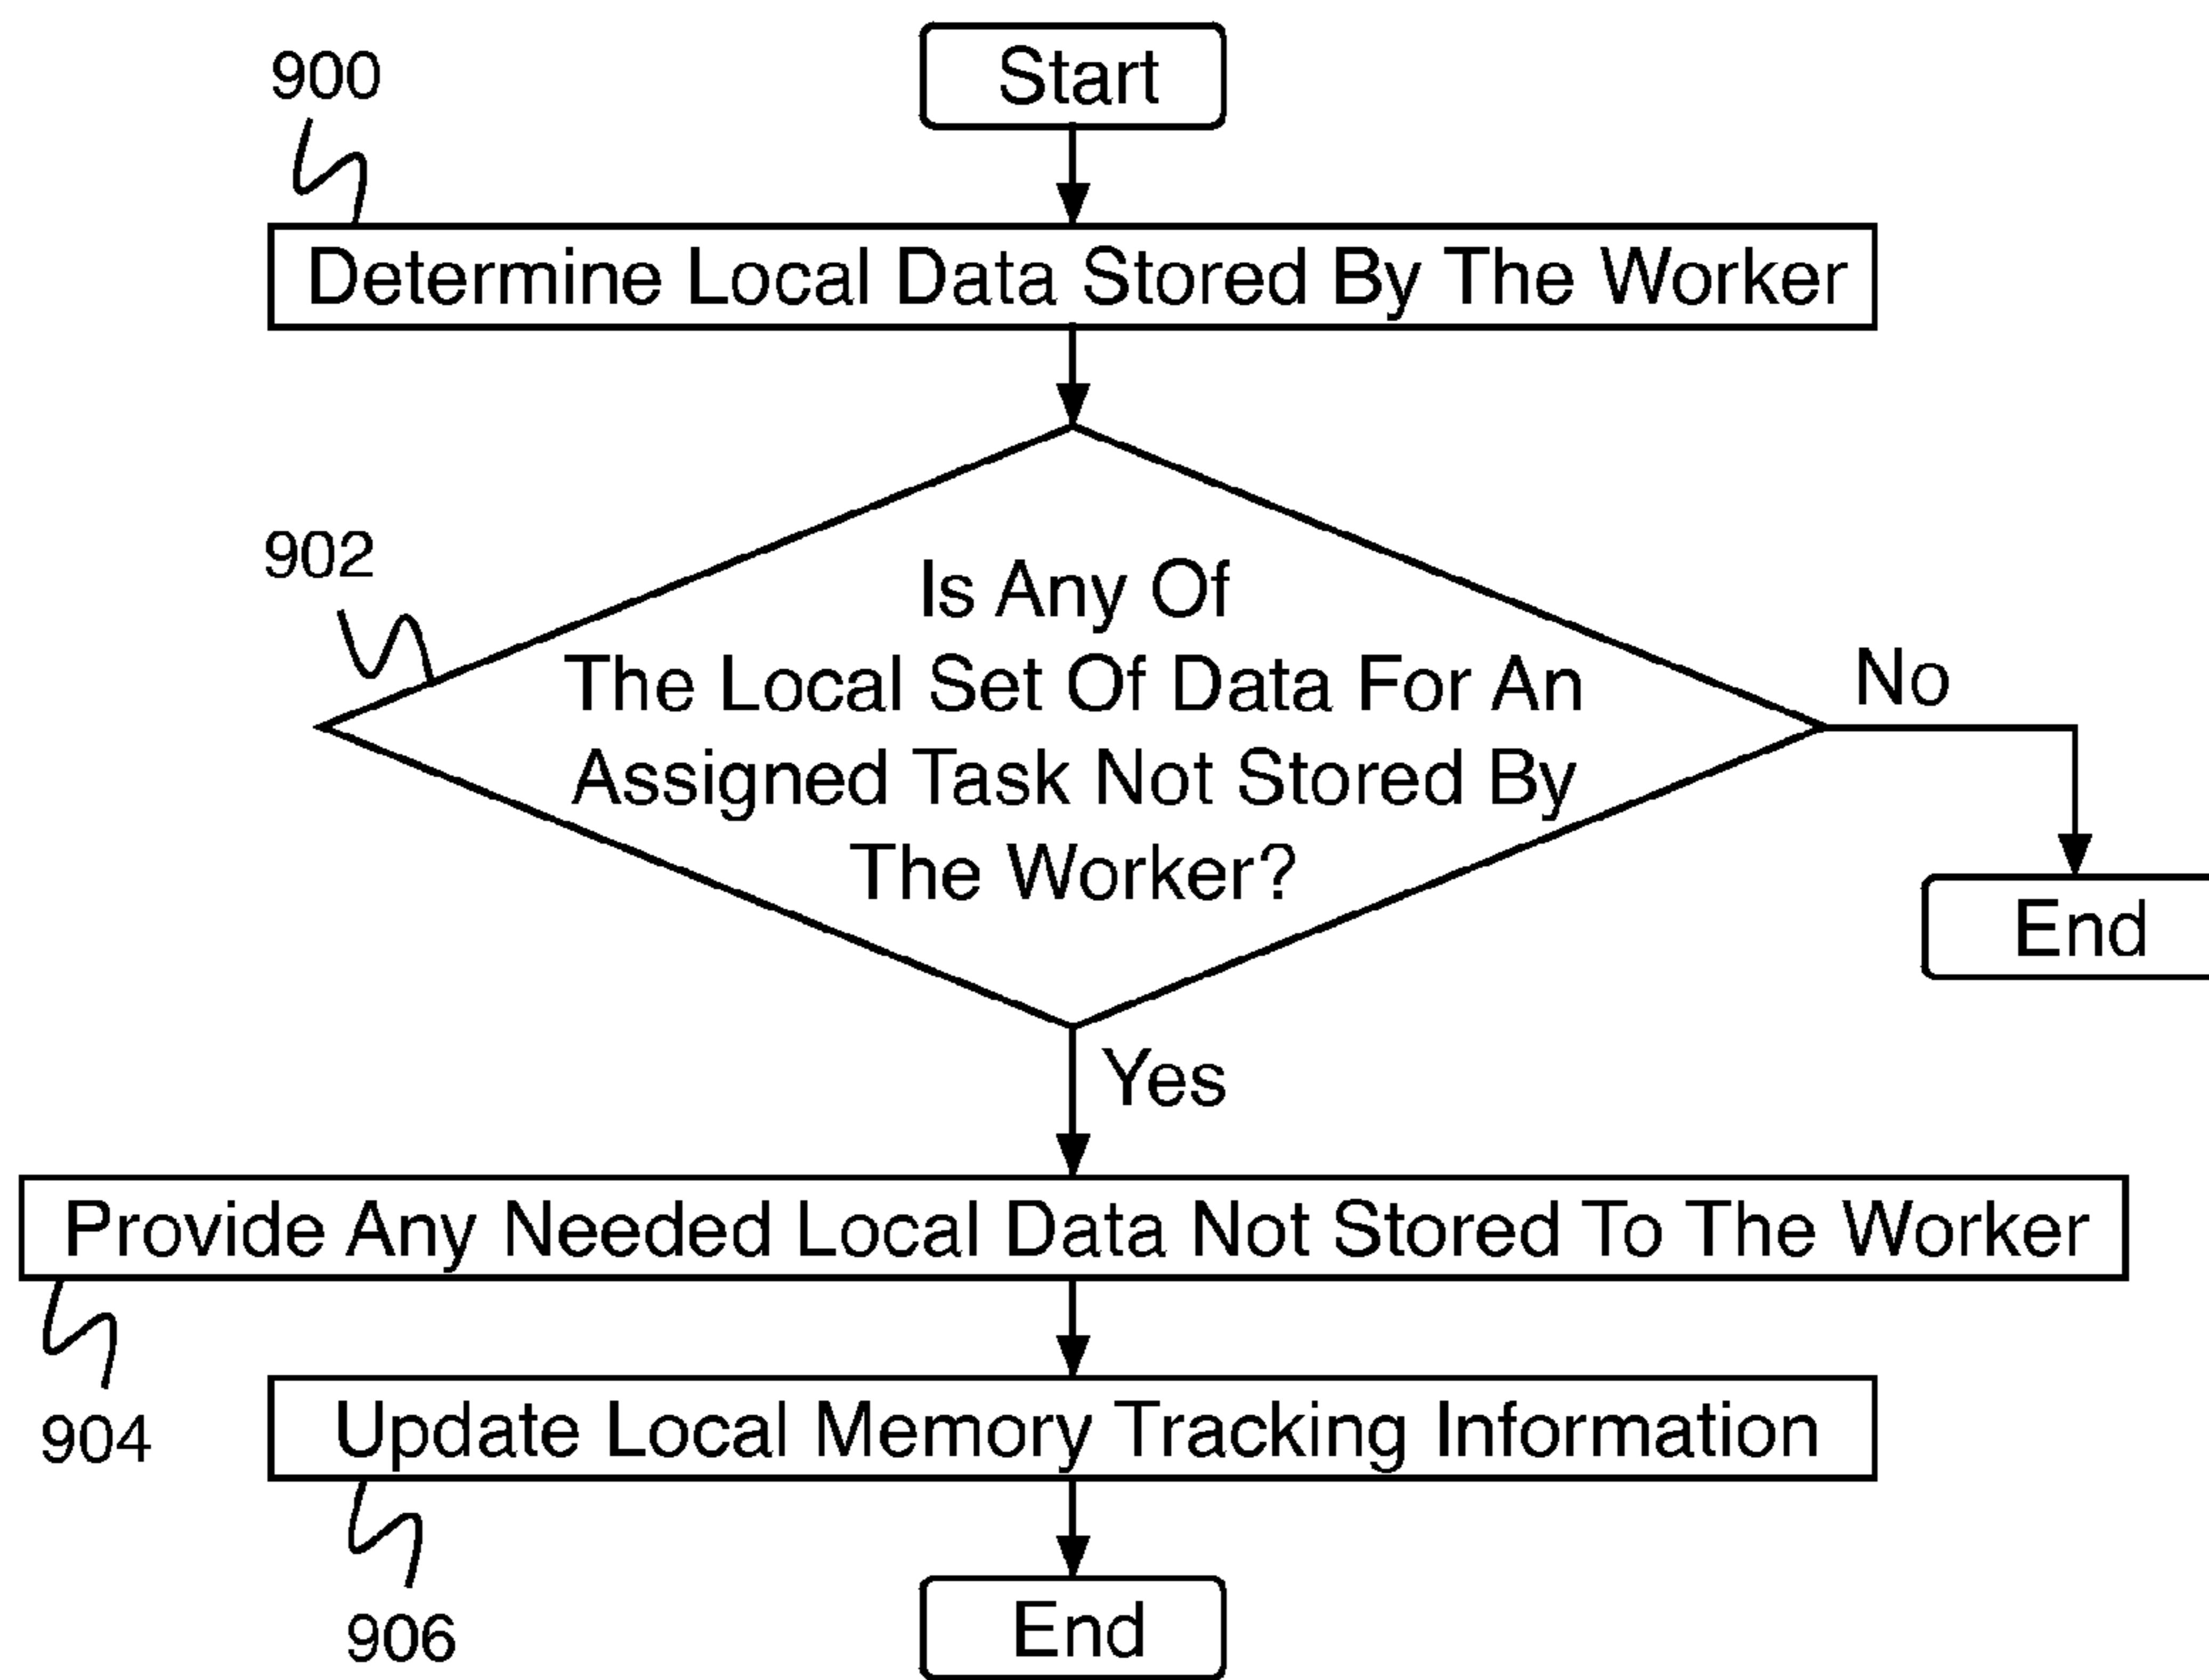 900
Start
Determine Local Data Stored By The Worker
902
Is Any Of
The Local Set Of Data For An
Assigned Task Not Stored By
The Worker?
No
End
Yes
Provide Any Needed Local Data Not Stored To The Worker
904
Update Local Memory Tracking Information
906
End